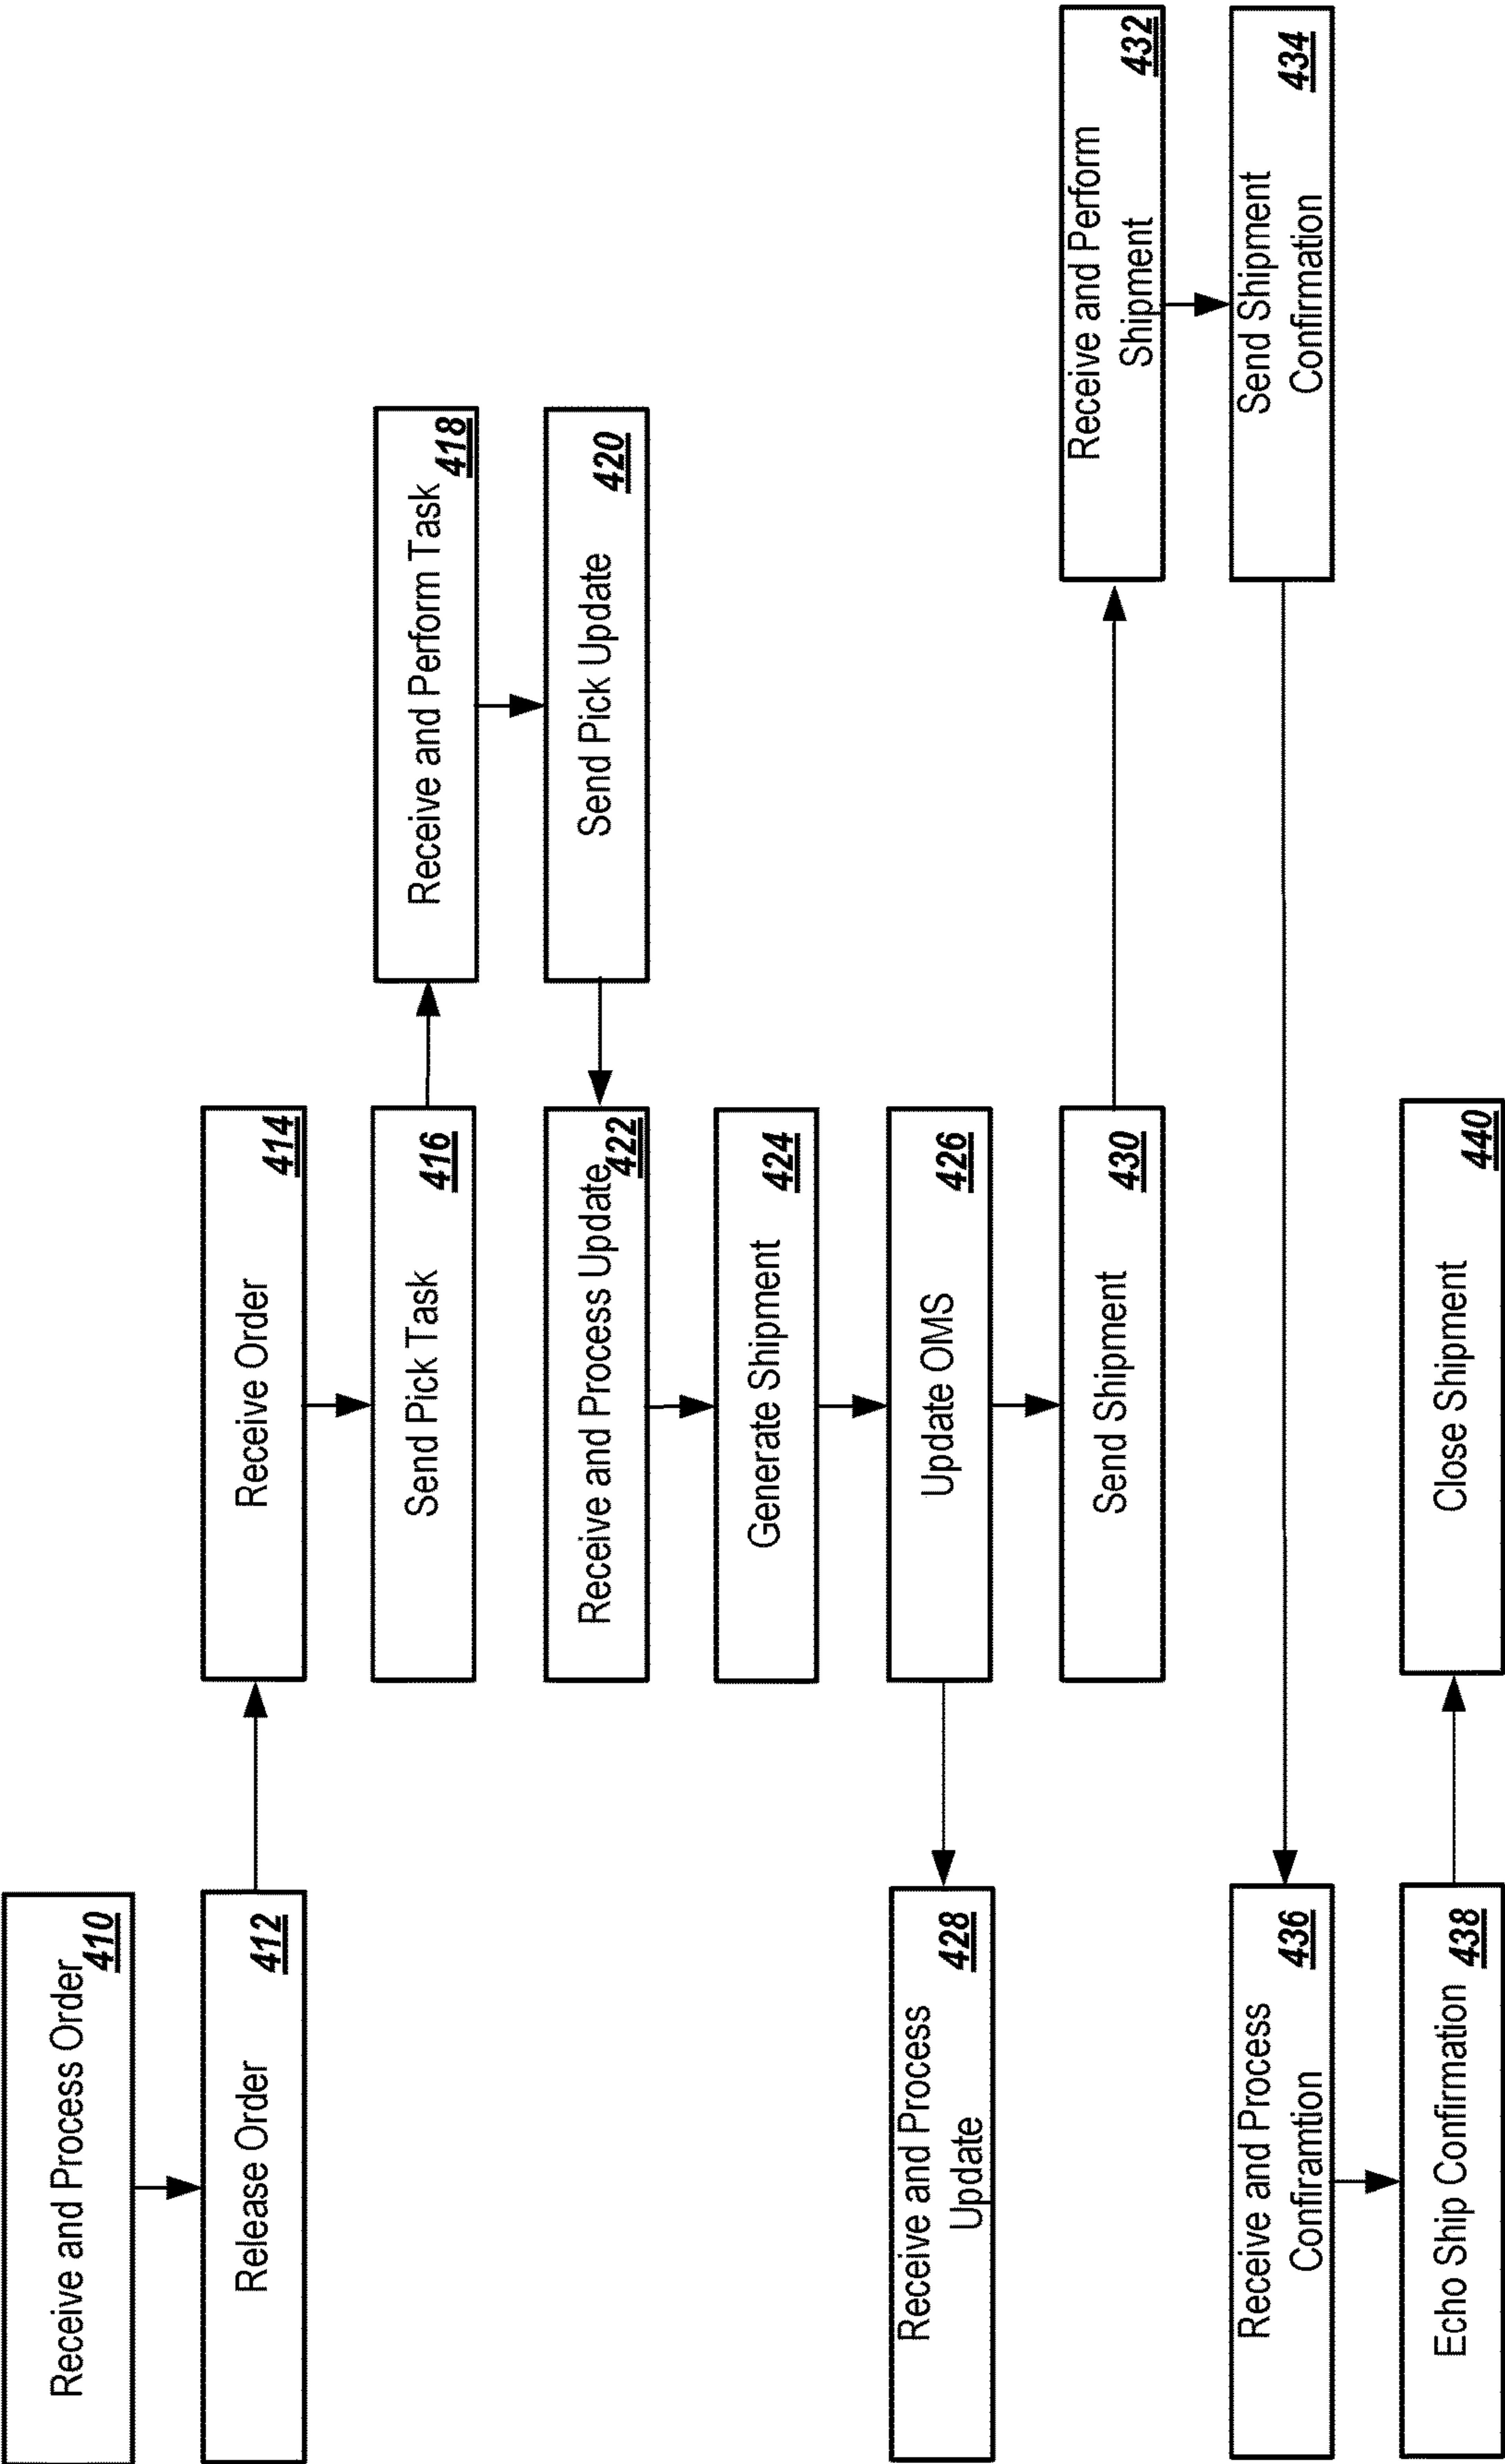 Receive and Process Order
410
Release Order
412
Receive Order
414
Send Pick Task
416
Receive and Perform Task
418
Send Pick Update
420
Receive and Process Update
422
Generate Shipment
424
Update OMS
426
Receive and Process
Update
428
Send Shipment
430
Receive and Perform
Shipment
432
Send Shipment
Confirmation
434
Receive and Process
Confiramtion
436
Echo Ship Confirmation
438
Close Shipment
440